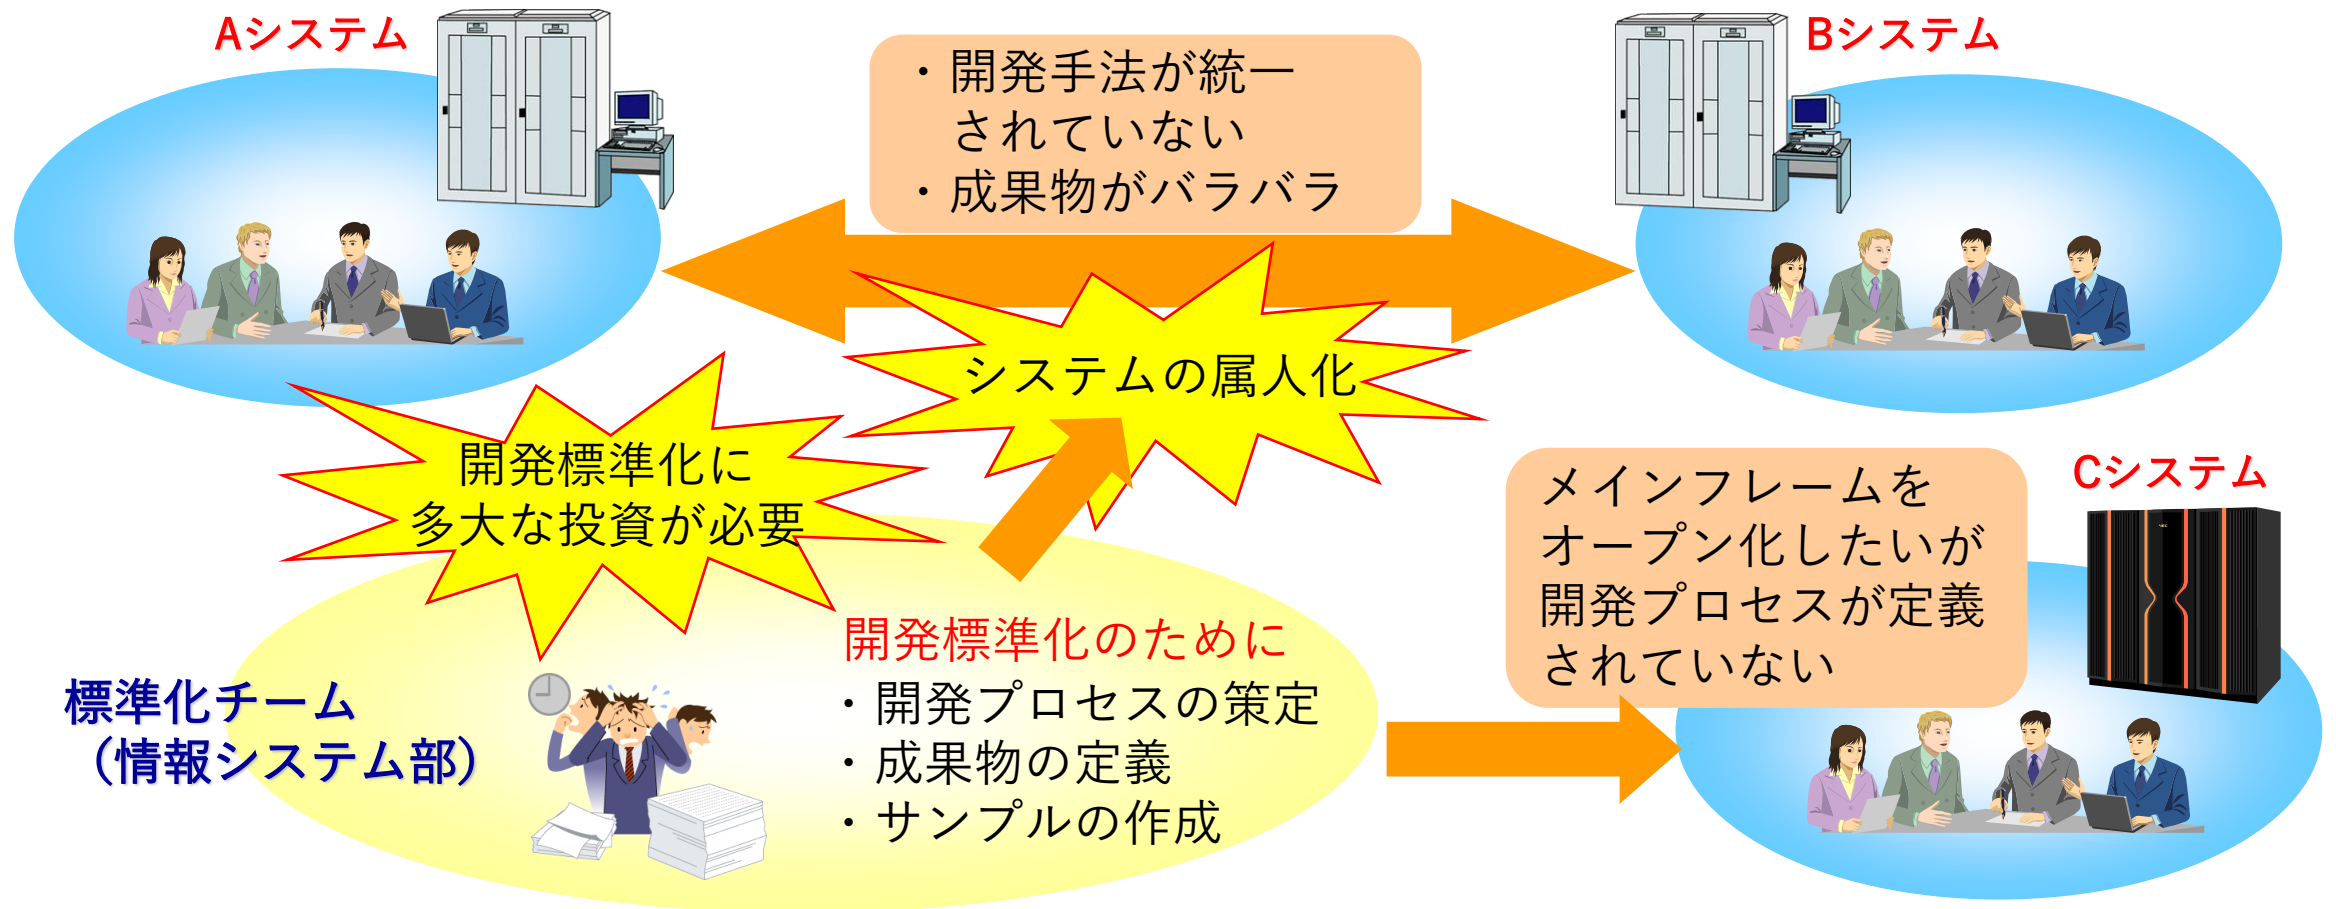 Aシステム
・開発手法が統一
されていない
・成果物がバラバラ
Bシステム
システムの属人化
開発標準化に
多大な投資が必要
メインフレームを
オープン化したいが
開発プロセスが定義
されていない
Cシステム
NEC
標準化チーム
（情報システム部）
開発標準化のために
・開発プロセスの策定
・成果物の定義
・サンプルの作成